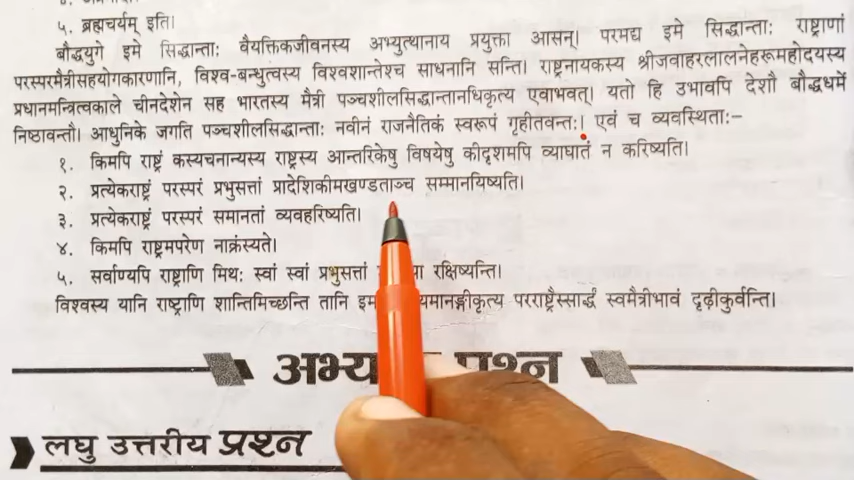 ५. ब्रह्मचर्यम् इति।
बौद्धयुगे इमे सिद्धान्ताः वैयक्तिकजीवनस्य अभ्युत्थानाय प्रयुक्ता आसन्। परमद्य इमे सिद्धान्ताः राष्ट्राणां
परस्परमैत्रीसहयोगकारणानि, विश्व-बन्धुत्वस्य विश्वशान्तेश्च साधनानि सन्ति। राष्ट्रनायकस्य श्रीजवाहरलालनेहरूमहोदयस्य
प्रधानमन्त्रित्वकाले चीनदेशेन सह भारतस्य मैत्री पञ्चशीलसिद्धान्तानधिकृत्य एवाभवत्। यतो हि उभावपि देशौ बौद्धधर्मे
निष्ठावन्तौ। आधुनिके जगति पञ्चशीलसिद्धान्ताः नवीनं राजनैतिकं स्वरूपं गृहीतवन्तः। एवं च व्यवस्थिताः–
१. किमपि राष्ट्रं कस्यचनान्यस्य राष्ट्रस्य आन्तरिकेषु विषयेषु कीदृशमपि व्याघातं न करिष्यति।
२. प्रत्येकराष्ट्रं परस्परं प्रभुसत्तां प्रादेशिकीमखण्डताञ्च सम्मानयिष्यति।
३. प्रत्येकराष्ट्रं परस्परं समानतां व्यवहरिष्यति।
४. किमपि राष्ट्रमपरेण नाक्रंस्यते।
५. सर्वाण्यपि राष्ट्राणि मिथः स्वां स्वां प्रभुसत्तां रक्षिष्यन्ति।
विश्वस्य यानि राष्ट्राणि शान्तिमिच्छन्ति तानि परराष्ट्रैस्सार्द्धं स्वमैत्रीभावं दृढीकुर्वन्ति।
प्रश्न
लघु उत्तरीय प्रश्न